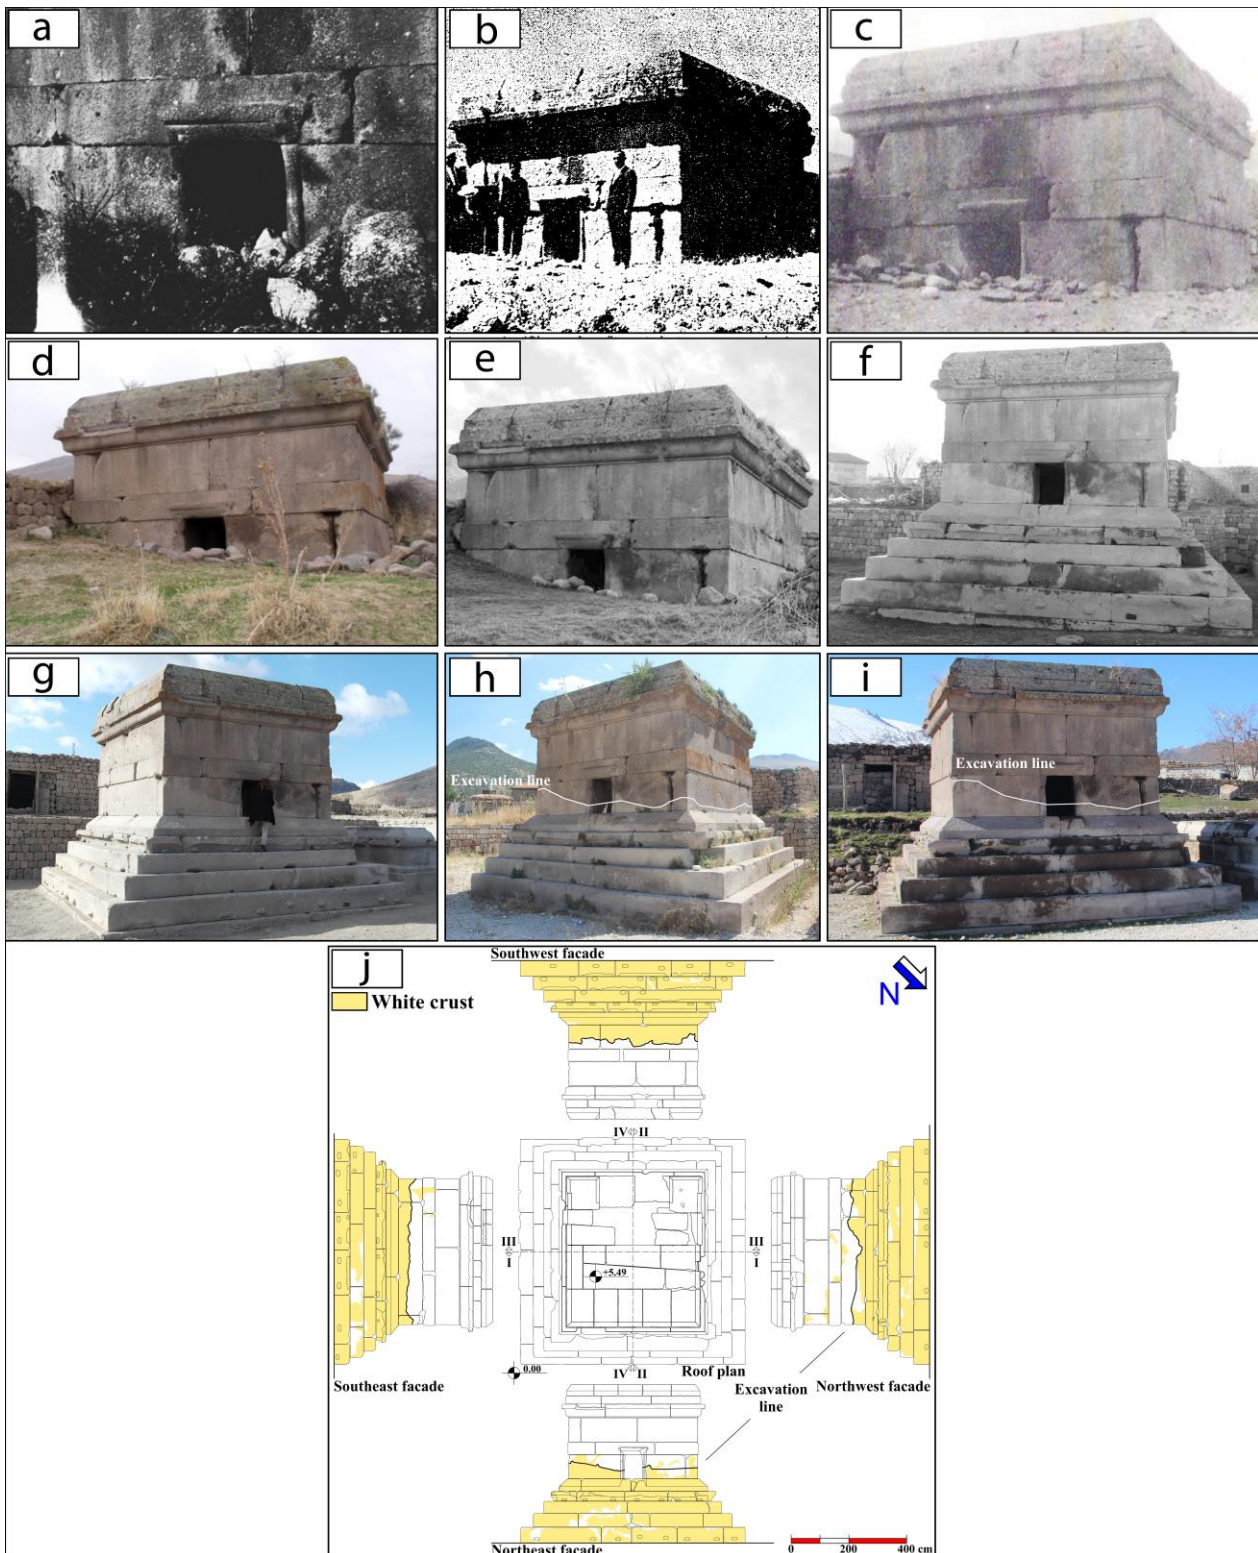 a
b
c
d
e
f
g
h
i
Excavation line
Excavation line
j
Southwest facade
White crust
N
IV II
III
I
III
I
+5.49
0.00
IV II
Roof plan
Southeast facade
Excavation
line
Northwest facade
Northeast facade
0 200 400 cm